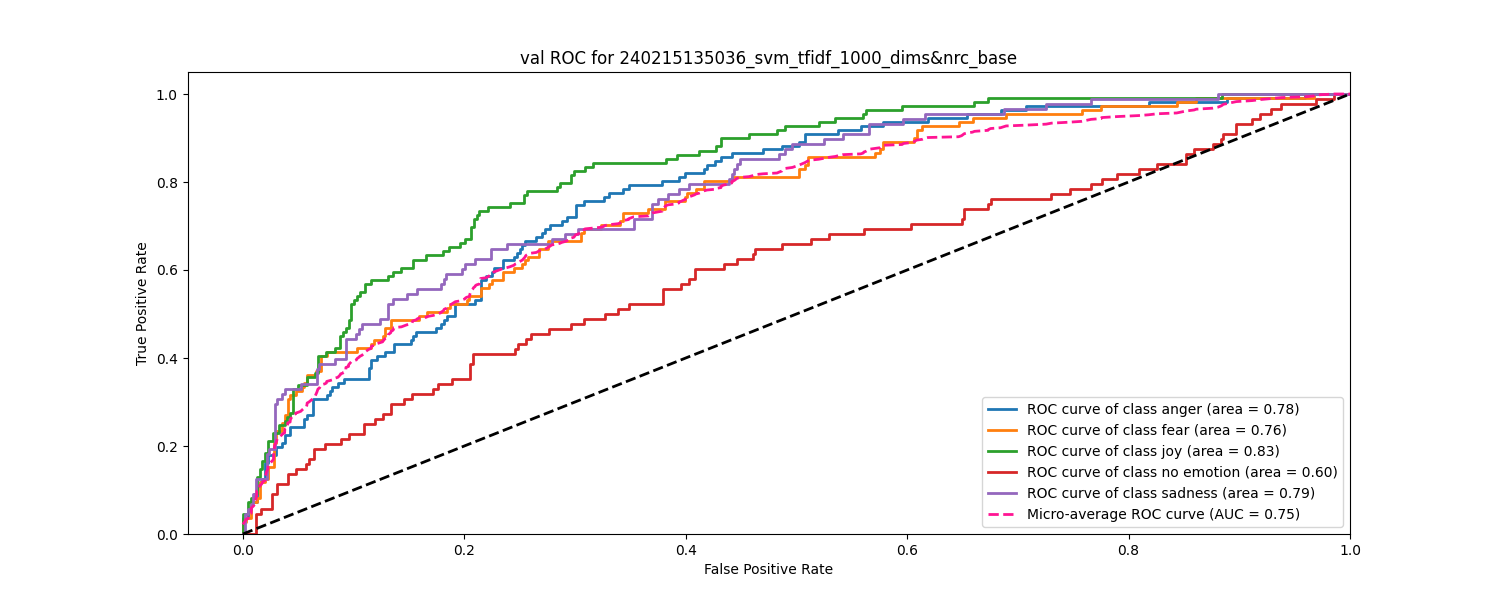 val ROC for 240215135036_svm_tfidf_1000_dims&nrc_base
True Positive Rate
1.0
0.8
0.6
0.4
0.2
0.0
ROC curve of class anger (area = 0.78)
ROC curve of class fear (area = 0.76)
ROC curve of class joy (area = 0.83)
ROC curve of class no emotion (area = 0.60)
ROC curve of class sadness (area = 0.79)
Micro-average ROC curve (AUC = 0.75)
0.0 0.2 0.4 0.6 0.8 1.0
False Positive Rate